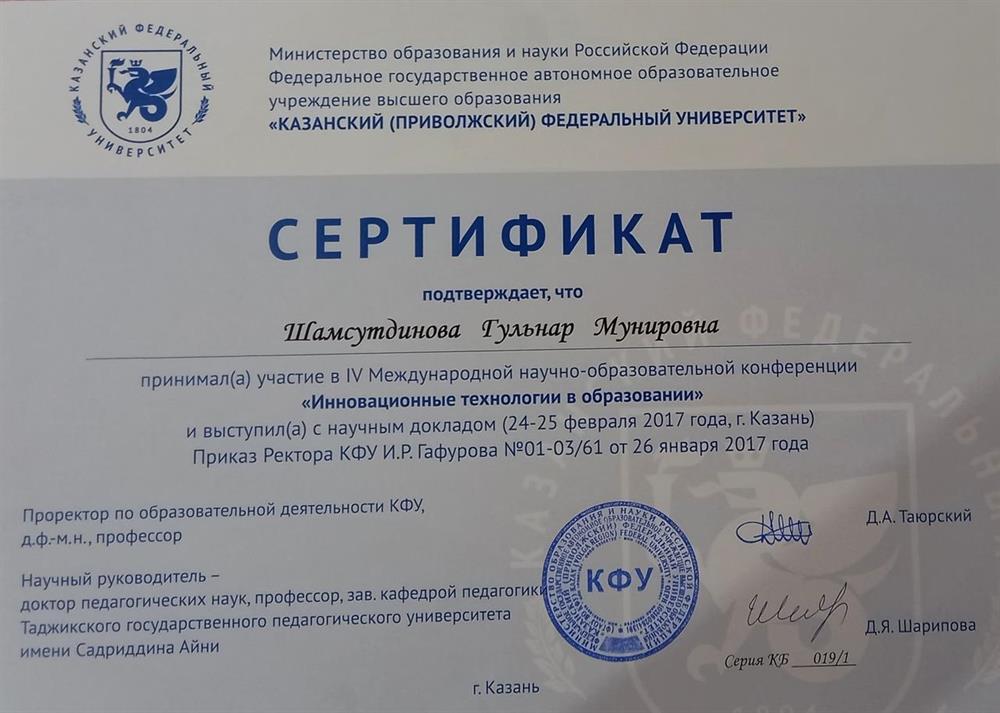 КАЗАНСКИЙ ФЕДЕРАЛЬНЫЙ
УНИВЕРСИТЕТ
1804
Министерство образования и науки Российской Федерации
Федеральное государственное автономное образовательное
учреждение высшего образования
«КАЗАНСКИЙ (ПРИВОЛЖСКИЙ) ФЕДЕРАЛЬНЫЙ УНИВЕРСИТЕТ»
СЕРТИФИКАТ
подтверждает, что
Шамсутдинова Гульнар Мунировна
принимал(а) участие в IV Международной научно-образовательной конференции
«Инновационные технологии в образовании»
и выступил(а) с научным докладом (24-25 февраля 2017 года, г. Казань)
Приказ Ректора КФУ И.Р. Гафурова №01-03/61 от 26 января 2017 года
Проректор по образовательной деятельности КФУ,
д.ф.-м.н., профессор
Д.А. Таюрский
Научный руководитель –
доктор педагогических наук, профессор, зав. кафедрой педагогики
Таджикского государственного педагогического университета
имени Садриддина Айни
Д.Я. Шарипова
КФУ
Серия КБ 019/1
г. Казань